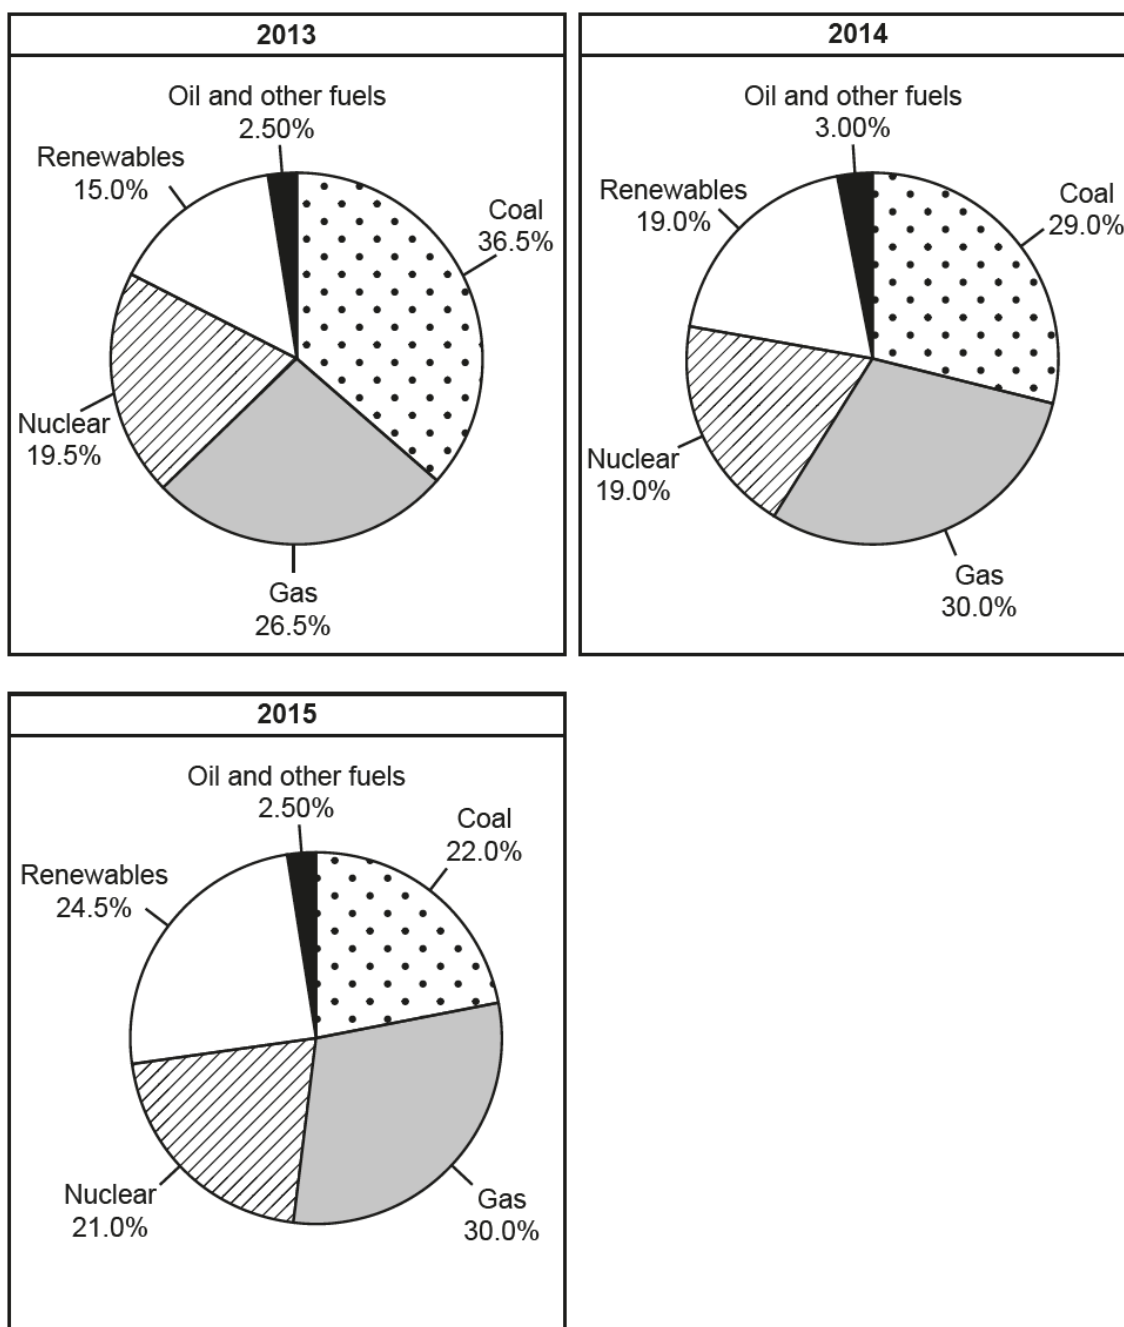 2013
Oil and other fuels
2.50%
Renewables
15.0%
Coal
36.5%
Nuclear
19.5%
Gas
26.5%
2014
Oil and other fuels
3.00%
Renewables
19.0%
Coal
29.0%
Nuclear
19.0%
Gas
30.0%
2015
Oil and other fuels
2.50%
Coal
22.0%
Renewables
24.5%
Nuclear
21.0%
Gas
30.0%